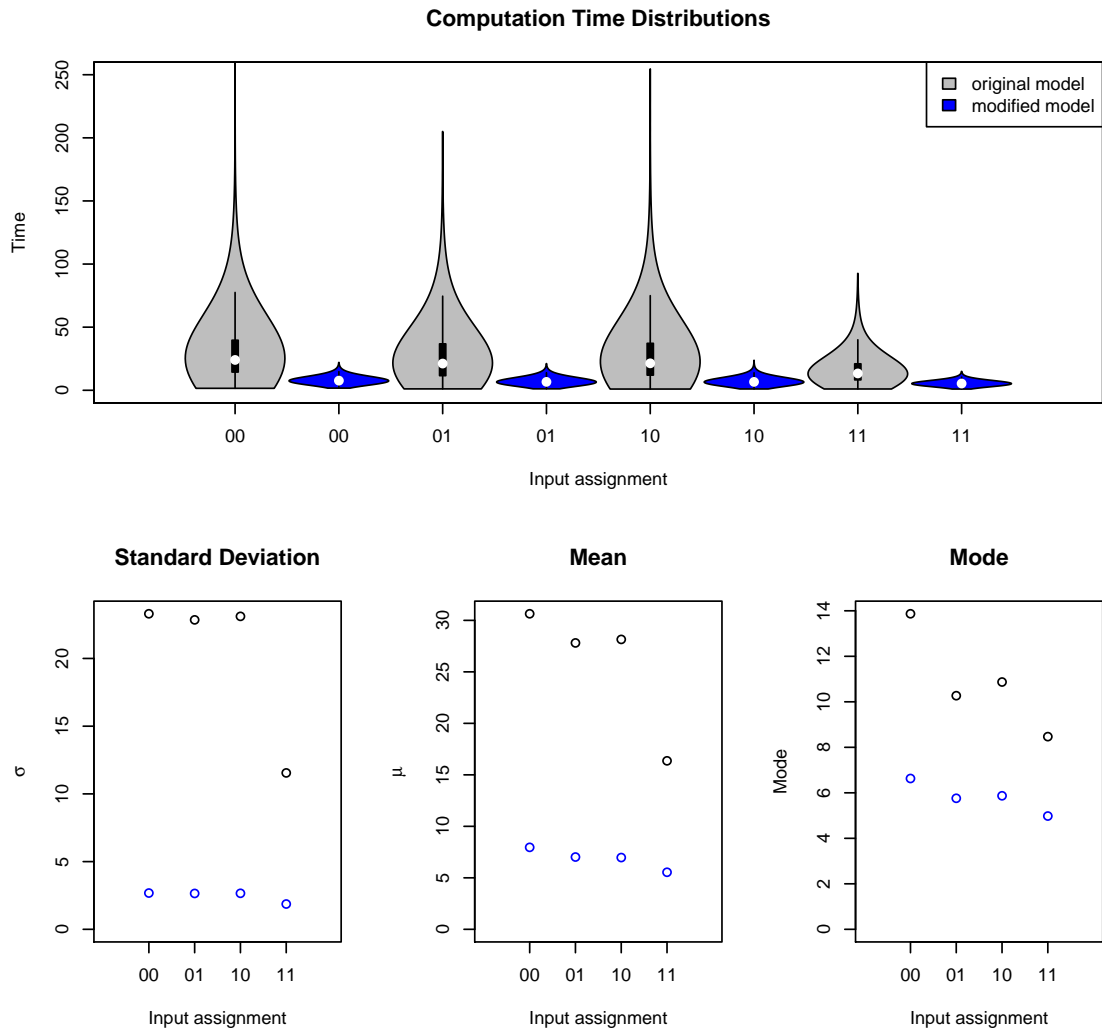 Computation Time Distributions
original model
modified model
Time
0 50 100 150 200 250
00 00 01 01 10 10 11 11
Input assignment
Standard Deviation
σ
0 5 10 15 20
00 01 10 11
Input assignment
Mean
μ
0 5 10 15 20 25 30
00 01 10 11
Input assignment
Mode
Mode
0 2 4 6 8 10 12 14
00 01 10 11
Input assignment